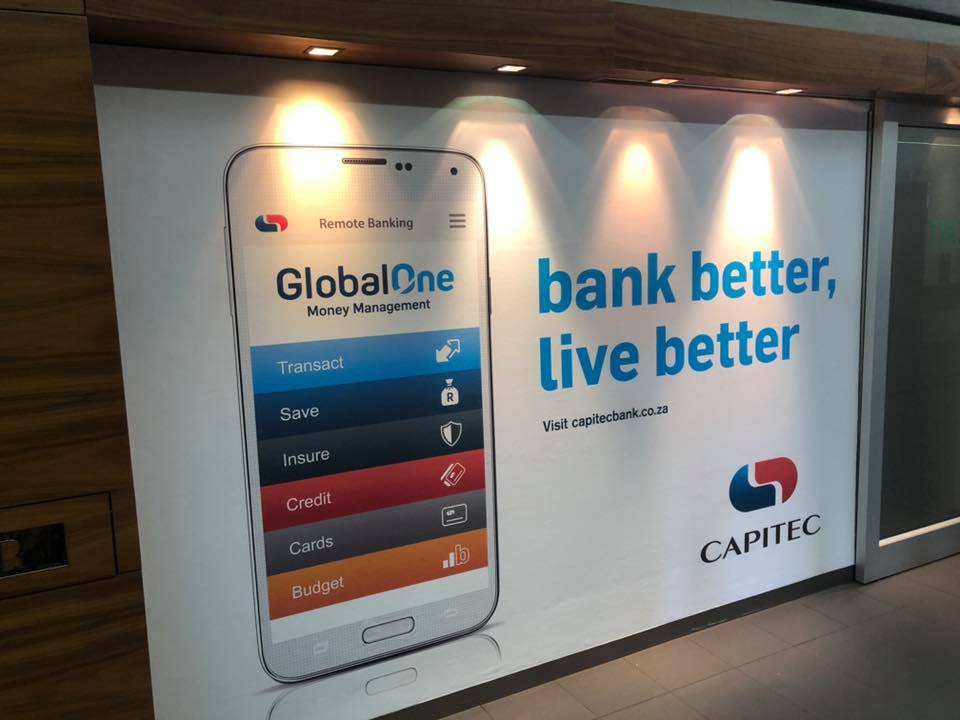 Remote Banking
GlobalOne
Money Management
Transact
Save
R
Insure
Credit
Cards
Budget
b
bank better,
live better
Visit capitecbank.co.za
CAPITEC